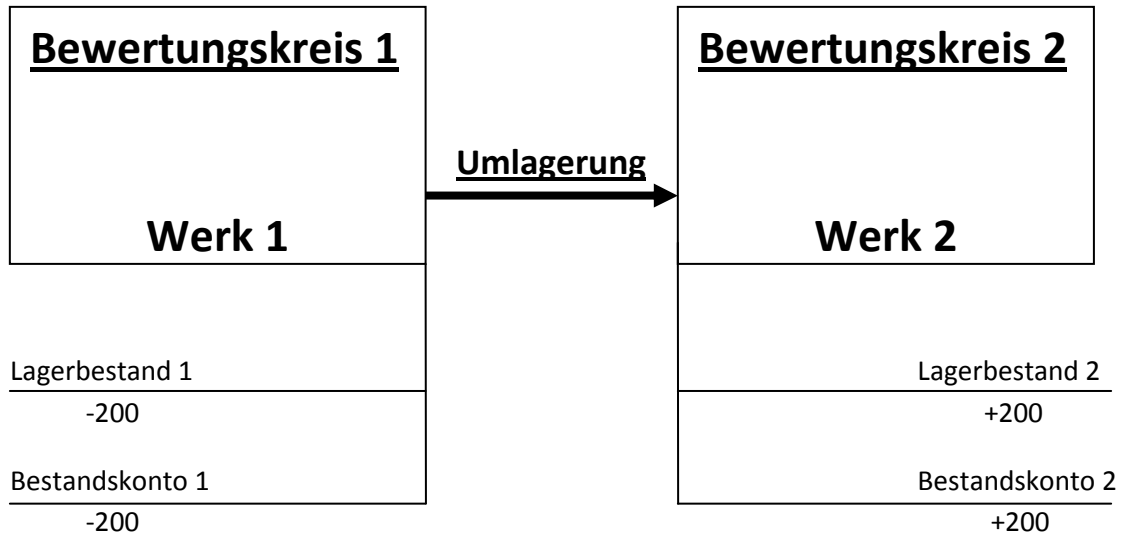 Bewertungskreis 1
Bewertungskreis 2
Umlagerung
Werk 1
Werk 2
Lagerbestand 1
Lagerbestand 2
-200
+200
Bestandskonto 1
Bestandskonto 2
-200
+200